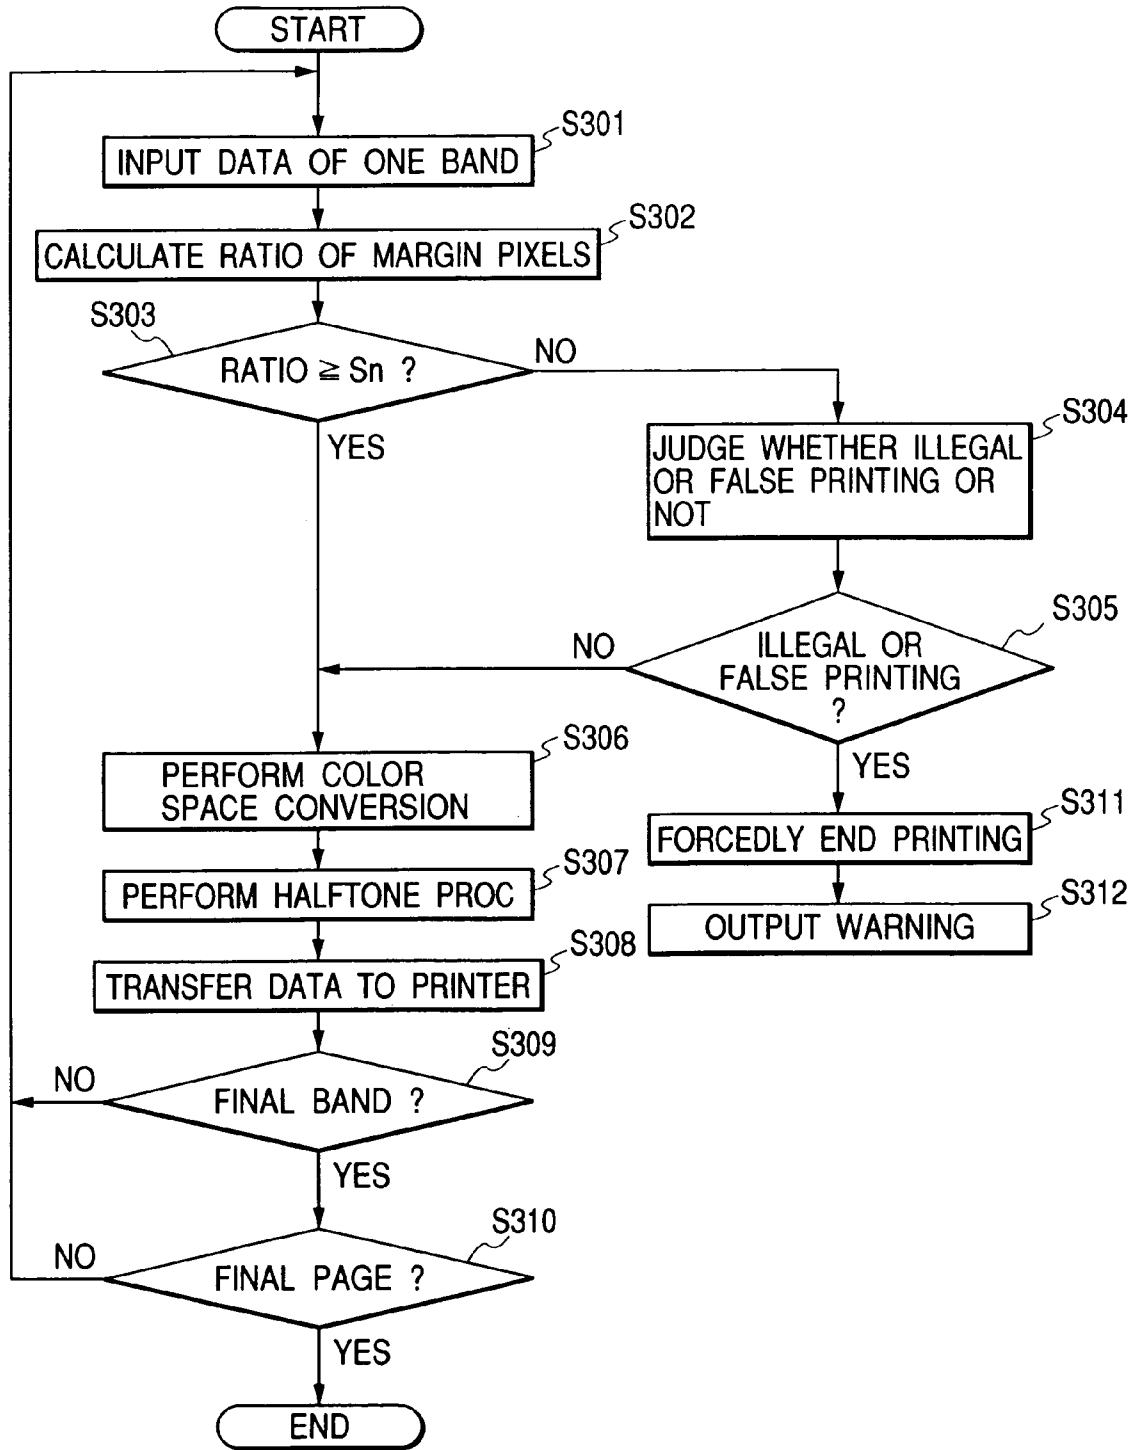 START
S301
INPUT DATA OF ONE BAND
S302
CALCULATE RATIO OF MARGIN PIXELS
S303
RATIO ≧ Sn ?
NO
YES
S304
JUDGE WHETHER ILLEGAL
OR FALSE PRINTING OR
NOT
S305
ILLEGAL OR
FALSE PRINTING
?
NO
YES
S306
PERFORM COLOR
SPACE CONVERSION
S311
FORCEDLY END PRINTING
S307
PERFORM HALFTONE PROC
S312
OUTPUT WARNING
S308
TRANSFER DATA TO PRINTER
S309
FINAL BAND ?
NO
YES
S310
FINAL PAGE ?
NO
YES
END